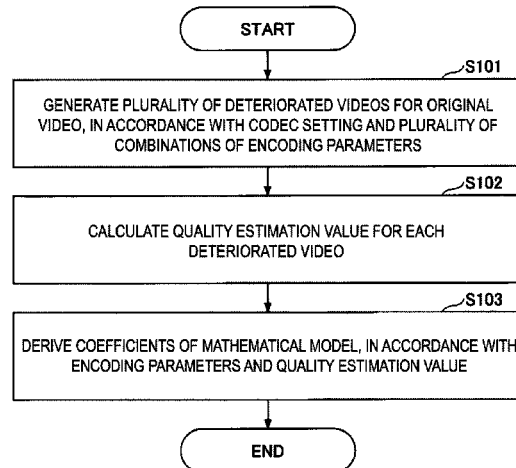 START
S101
GENERATE PLURALITY OF DETERIORATED VIDEOS FOR ORIGINAL
VIDEO, IN ACCORDANCE WITH CODEC SETTING AND PLURALITY OF
COMBINATIONS OF ENCODING PARAMETERS
S102
CALCULATE QUALITY ESTIMATION VALUE FOR EACH
DETERIORATED VIDEO
S103
DERIVE COEFFICIENTS OF MATHEMATICAL MODEL, IN ACCORDANCE WITH
ENCODING PARAMETERS AND QUALITY ESTIMATION VALUE
END